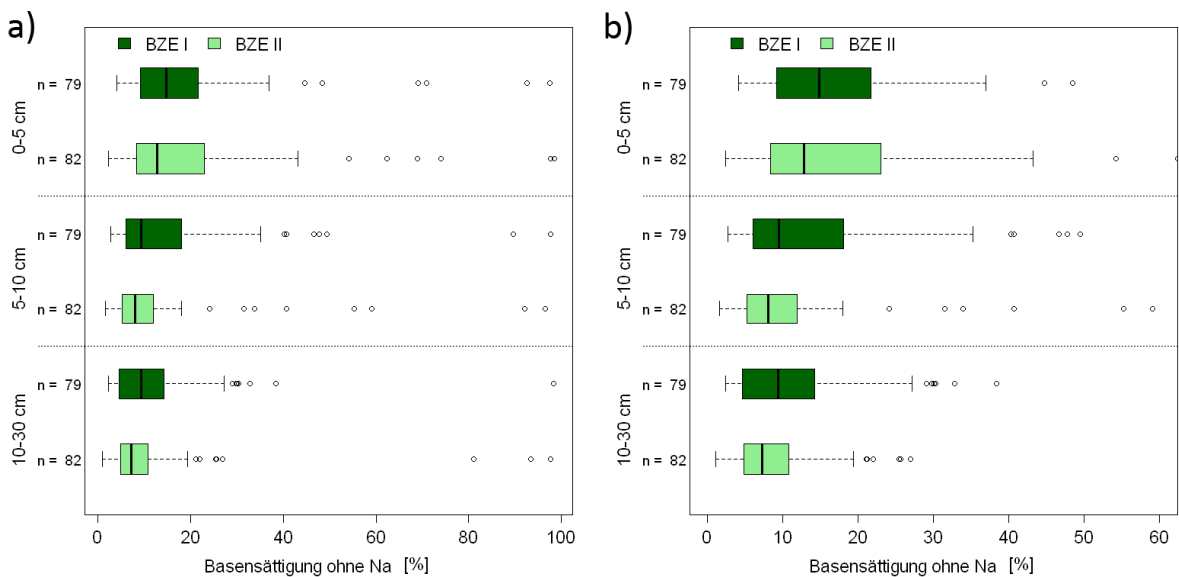 a)
BZE I BZE II
0-5 cm
n = 79
n = 82
5-10 cm
n = 79
n = 82
10-30 cm
n = 79
n = 82
0 20 40 60 80 100
Basensättigung ohne Na [%]
b)
BZE I BZE II
0-5 cm
n = 79
n = 82
5-10 cm
n = 79
n = 82
10-30 cm
n = 79
n = 82
0 10 20 30 40 50 60
Basensättigung ohne Na [%]